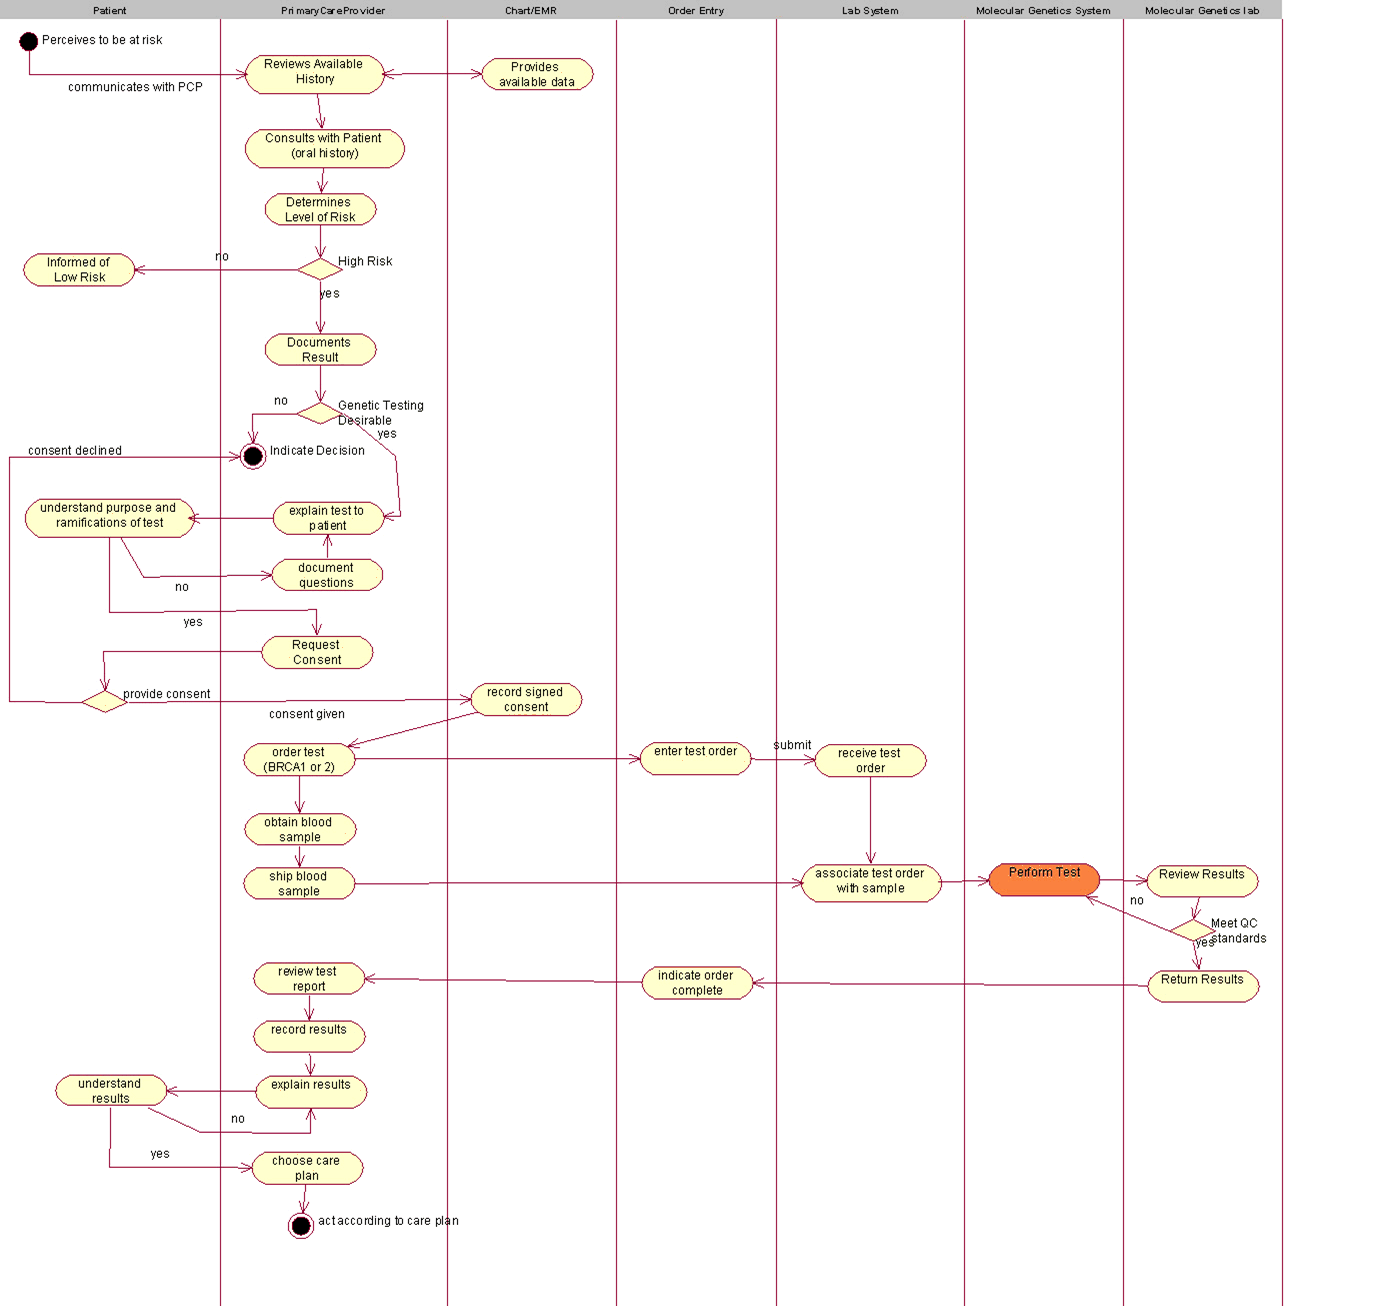 Patient
PrimaryCareProvider
Chart/EMR
Order Entry
Lab System
Molecular Genetics System
Molecular Genetics lab
Perceives to be at risk
communicates with PCP
Reviews Available
History
Provides
available data
Consults with Patient
(oral history)
Determines
Level of Risk
High Risk
no
Informed of
Low Risk
yes
Documents
Result
Genetic Testing
Desirable
no
yes
Indicate Decision
consent declined
understand purpose and
ramifications of test
explain test to
patient
document
questions
no
yes
Request
Consent
provide consent
consent given
record signed
consent
order test
(BRCA1 or 2)
enter test order
submit
receive test
order
obtain blood
sample
ship blood
sample
associate test order
with sample
Perform Test
Review Results
no
Meet QC
standards
yes
Return Results
indicate order
complete
review test
report
record results
explain results
understand
results
no
yes
choose care
plan
act according to care plan